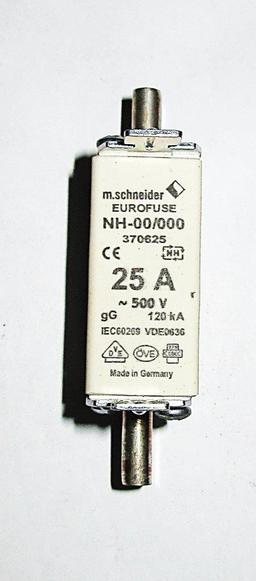 m.schneider
EUROFUSE
NH-00/000
370625
CE NH
25 A
~ 500 V
gG 120 kA
IEC60269 VDE0636
DVE ÖVE
Made in Germany